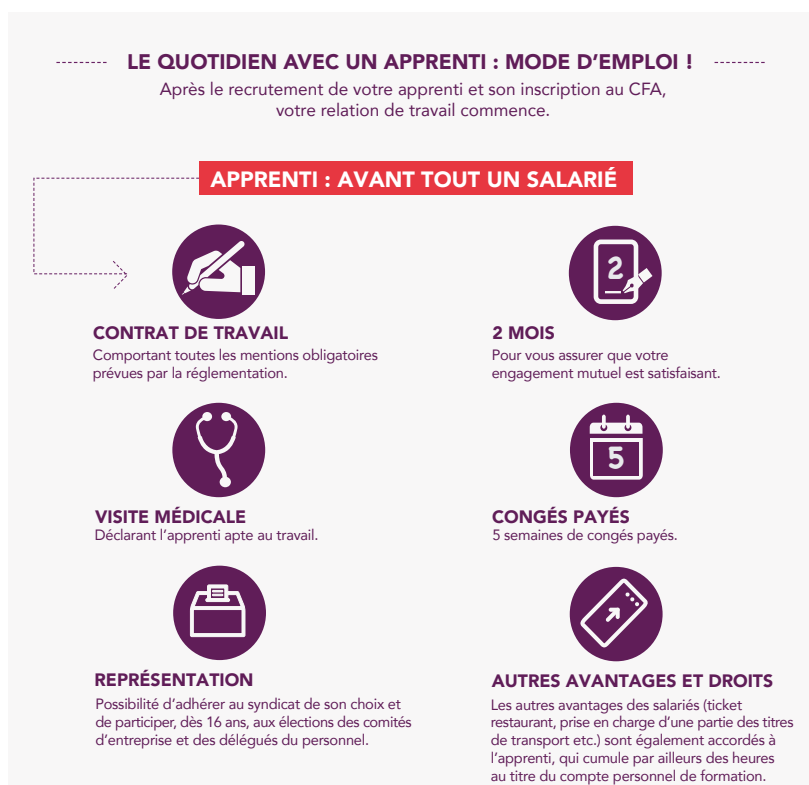 LE QUOTIDIEN AVEC UN APPRENTI : MODE D’EMPLOI !
Après le recrutement de votre apprenti et son inscription au CFA,
votre relation de travail commence.
APPRENTI : AVANT TOUT UN SALARIÉ
CONTRAT DE TRAVAIL
Comportant toutes les mentions obligatoires
prévues par la réglementation.
2
2 MOIS
Pour vous assurer que votre
engagement mutuel est satisfaisant.
VISITE MÉDICALE
Déclarant l’apprenti apte au travail.
5
CONGÉS PAYÉS
5 semaines de congés payés.
REPRÉSENTATION
Possibilité d’adhérer au syndicat de son choix et
de participer, dès 16 ans, aux élections des comités
d’entreprise et des délégués du personnel.
AUTRES AVANTAGES ET DROITS
Les autres avantages des salariés (ticket
restaurant, prise en charge d’une partie des titres
de transport etc.) sont également accordés à
l’apprenti, qui cumule par ailleurs des heures
au titre du compte personnel de formation.